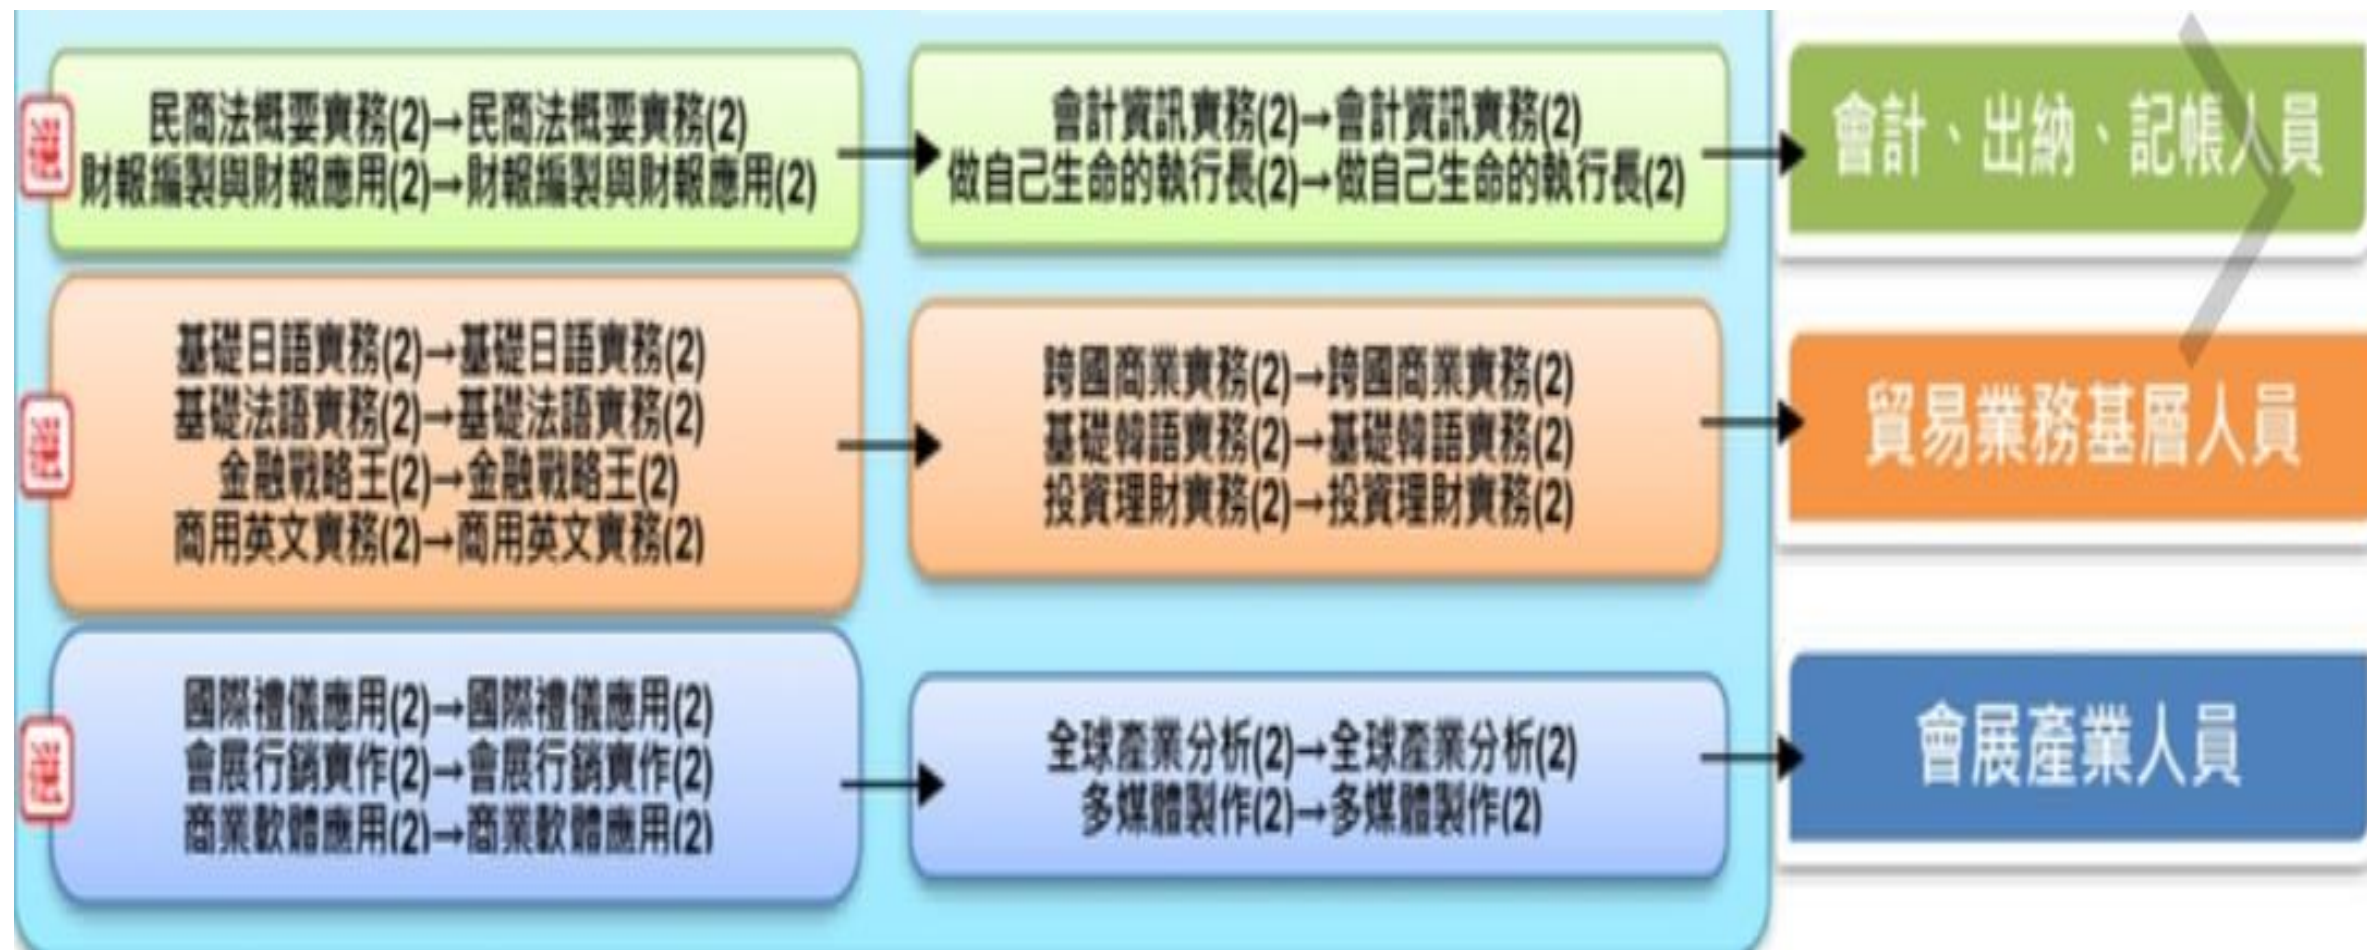 民商法概要實務(2)→民商法概要實務(2)
財報編製與財報應用(2)→財報編製與財報應用(2)
會計資訊實務(2)→會計資訊實務(2)
做自己生命的執行長(2)→做自己生命的執行長(2)
會計、出納、記帳人員
基礎日語實務(2)→基礎日語實務(2)
基礎法語實務(2)→基礎法語實務(2)
金融戰略王(2)→金融戰略王(2)
商用英文實務(2)→商用英文實務(2)
跨國商業實務(2)→跨國商業實務(2)
基礎韓語實務(2)→基礎韓語實務(2)
投資理財實務(2)→投資理財實務(2)
貿易業務基層人員
國際禮儀應用(2)→國際禮儀應用(2)
會展行銷實作(2)→會展行銷實作(2)
商業軟體應用(2)→商業軟體應用(2)
全球產業分析(2)→全球產業分析(2)
多媒體製作(2)→多媒體製作(2)
會展產業人員